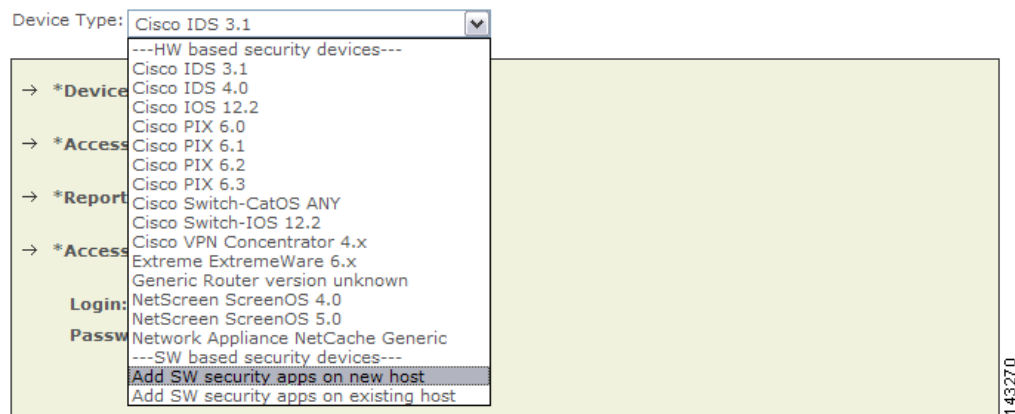 Device Type: Cisco IDS 3.1
---HW based security devices---
Cisco IDS 3.1
→ *Device
Cisco IDS 4.0
Cisco IOS 12.2
Cisco PIX 6.0
→ *Access
Cisco PIX 6.1
Cisco PIX 6.2
Cisco PIX 6.3
→ *Report
Cisco Switch-CatOS ANY
Cisco Switch-IOS 12.2
Cisco VPN Concentrator 4.x
→ *Access
Extreme ExtremeWare 6.x
Generic Router version unknown
Login:
NetScreen ScreenOS 4.0
NetScreen ScreenOS 5.0
Passw
Network Appliance NetCache Generic
---SW based security devices---
Add SW security apps on new host
Add SW security apps on existing host
143270